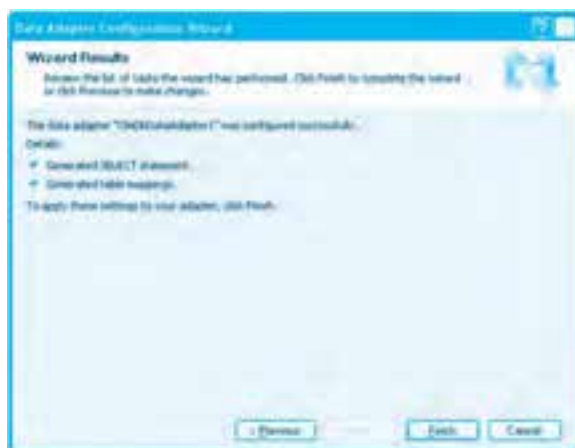 Data Adapter Configuration Wizard
Wizard Results
Review the list of tasks the wizard has performed. Click Finish to complete the wizard
or click Previous to make changes.
The data adapter "" was configured successfully.
Details:
Generated SELECT statement.
Generated table mappings.
To apply these settings to your adapter, click Finish.
< Previous
Finish
Cancel